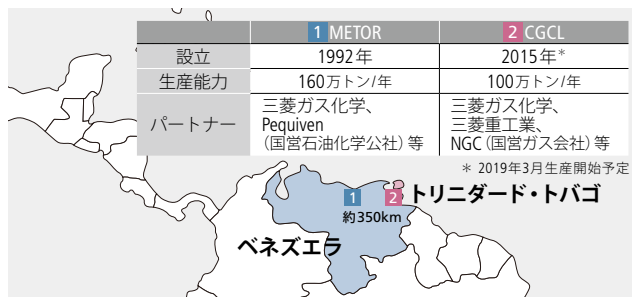 1 METOR 2 CGCL
設立 1992年 2015年*
生産能力 160万トン/年 100万トン/年
パートナー 三菱ガス化学、 三菱ガス化学、
Pequiven 三菱重工業、
(国営石油化学公社)等 NGC(国営ガス会社)等
* 2019年3月生産開始予定
1 2 トリニダード・トバゴ
約350km
ベネズエラ